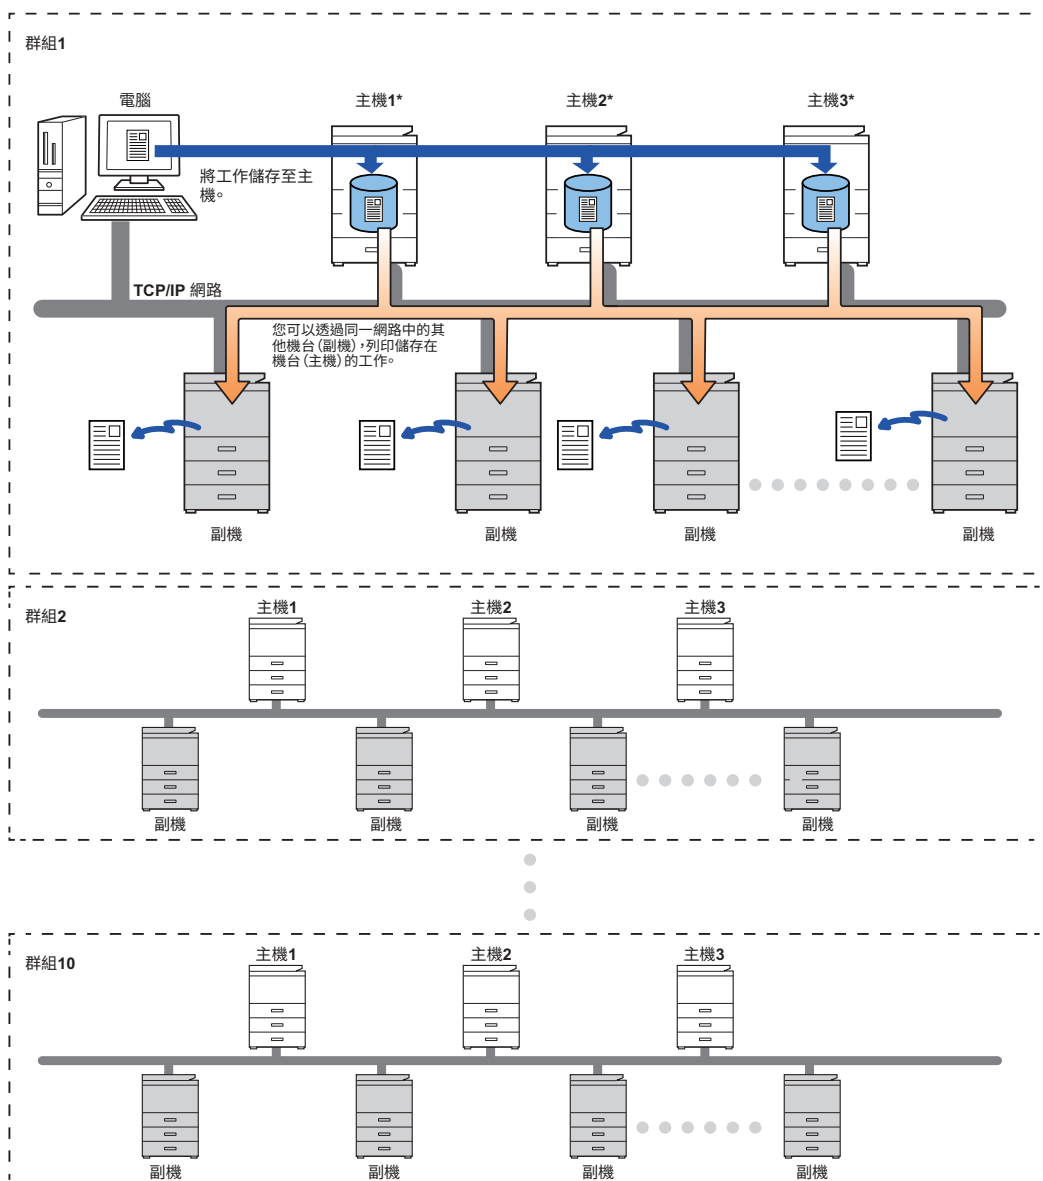 群組1
電腦
主機1*
主機2*
主機3*
將工作儲存至主
機。
TCP/IP 網路
您可以透過同一網路中的其
他機台(副機),列印儲存在
機台(主機)的工作。
副機
副機
副機
副機
群組2
主機1
主機2
主機3
副機
副機
副機
副機
群組10
主機1
主機2
主機3
副機
副機
副機
副機